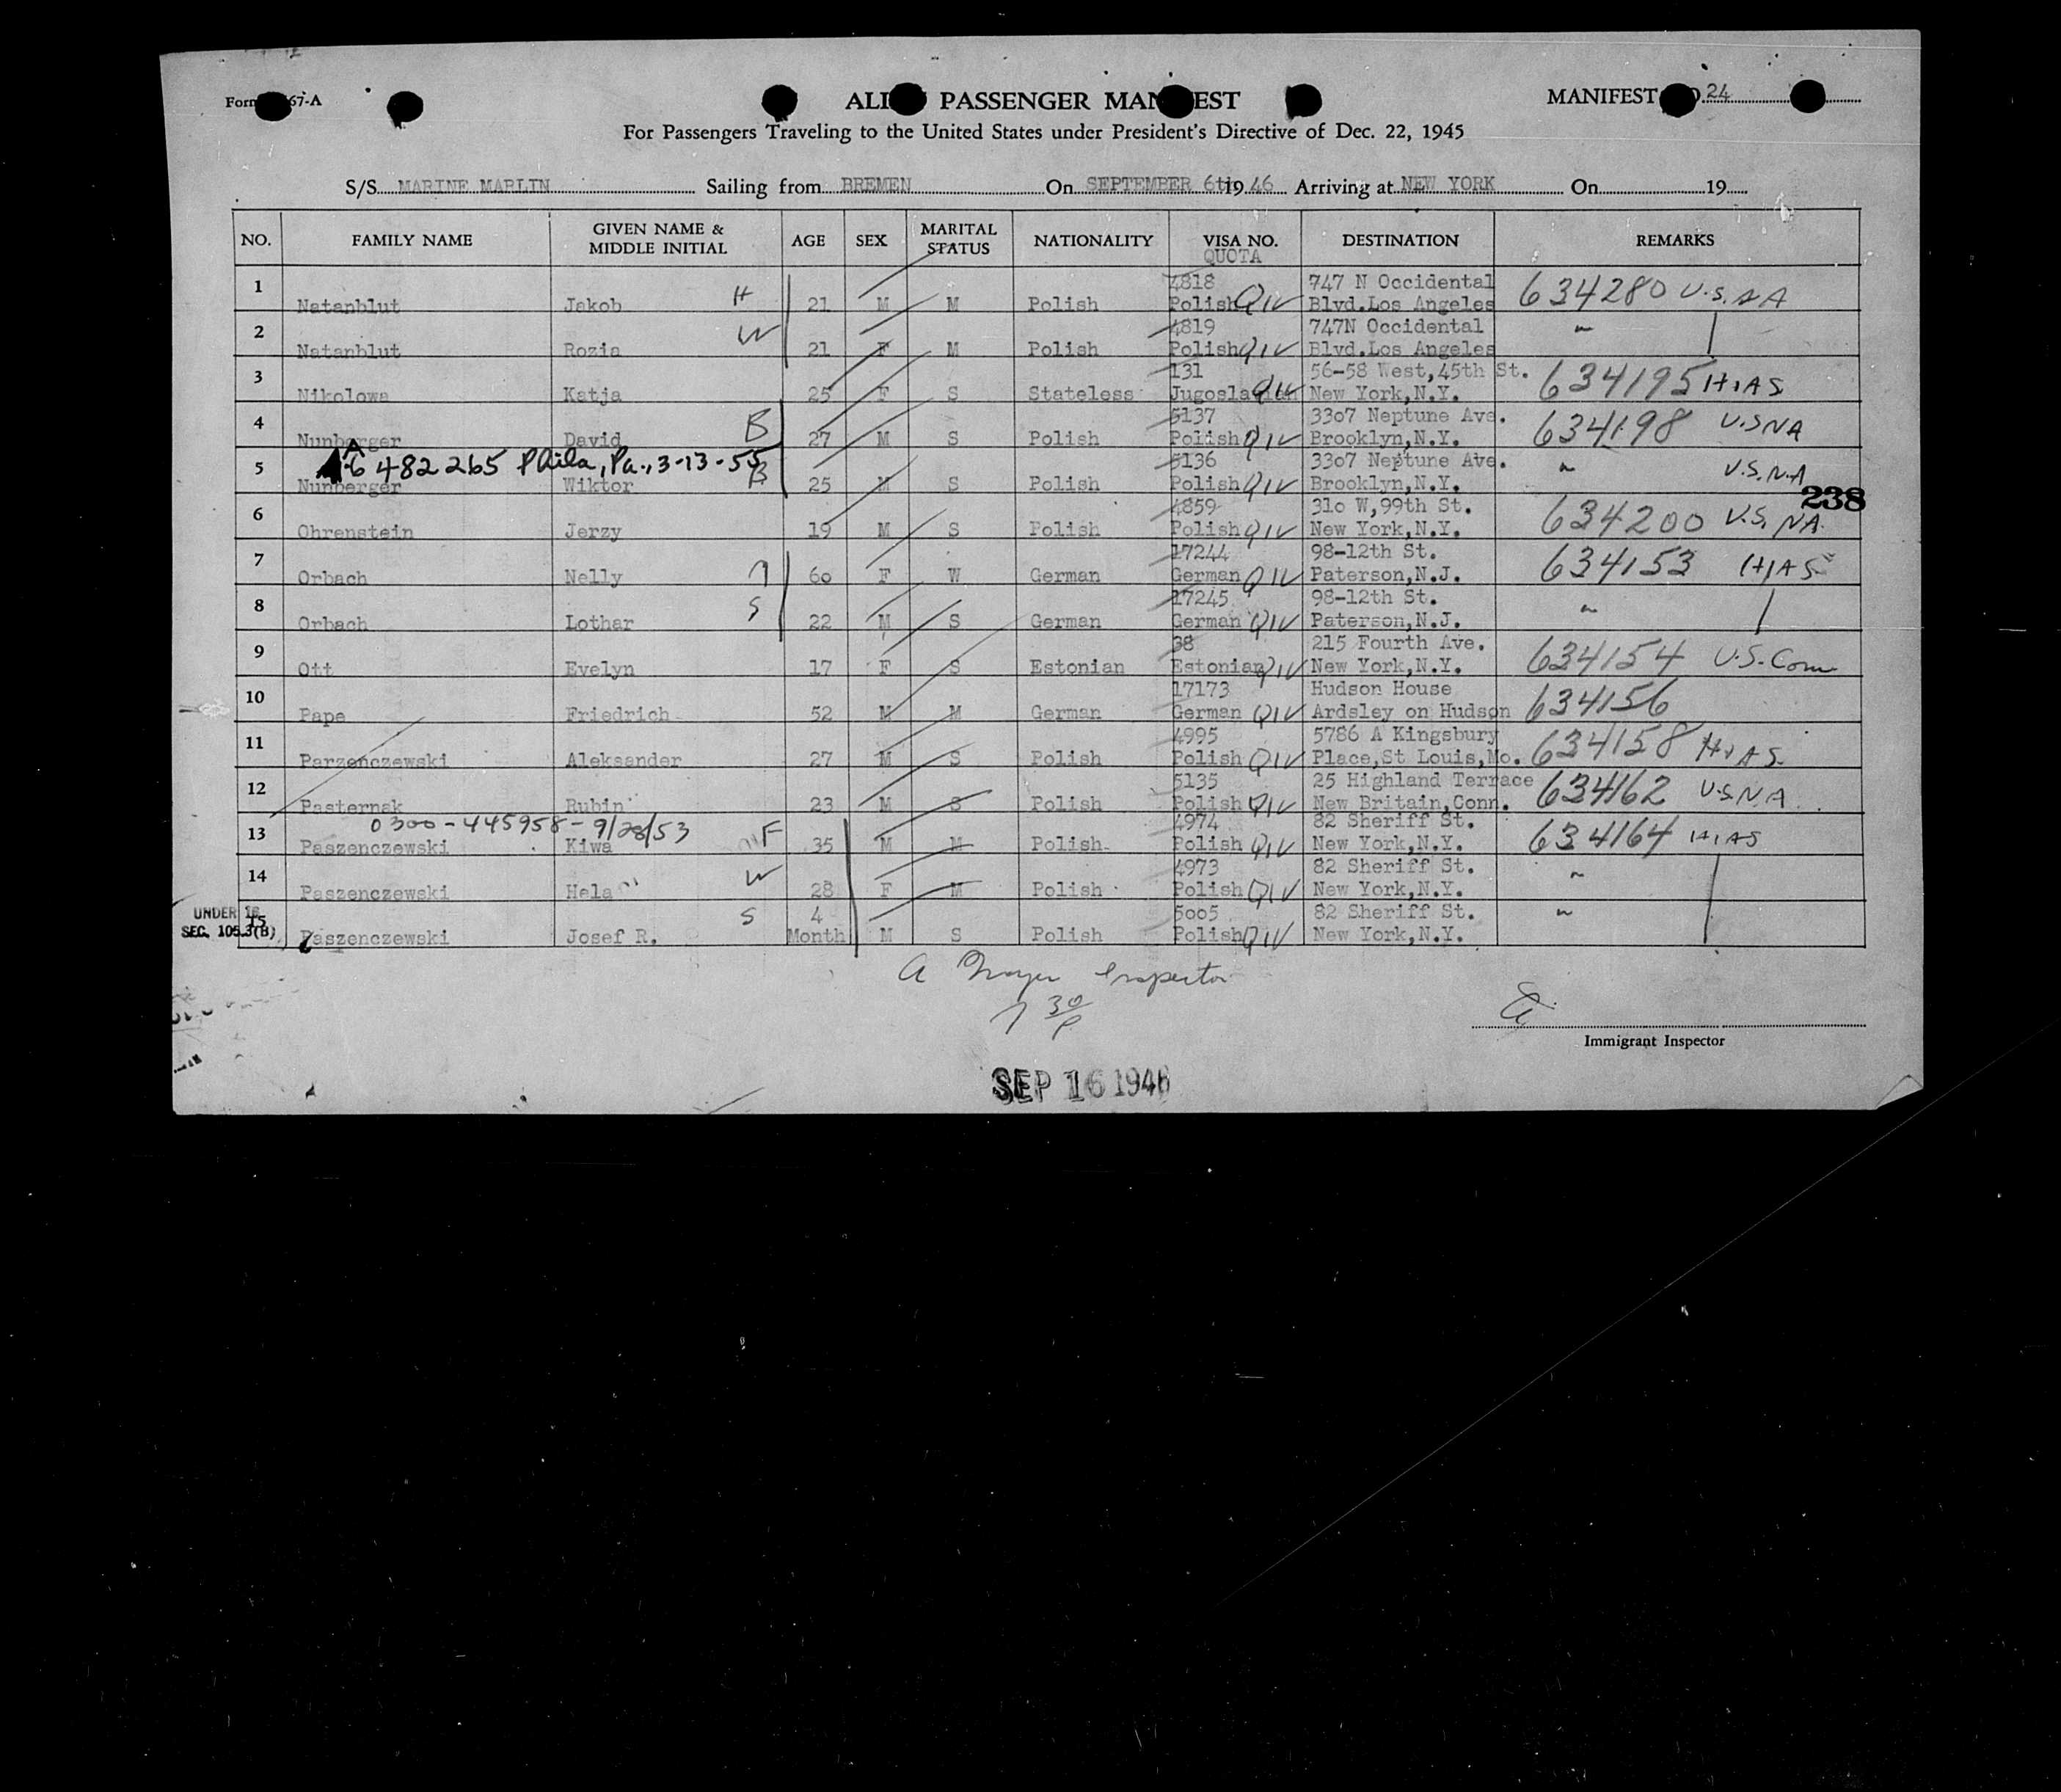 ALI PASSENGER MAN EST
MANIFEST O. 24
For Passengers Traveling to the United States under President's Directive of Dec. 22, 1945
S/S MARINE MARLIN Sailing from BREMEN On SEPTEMBER 6th 1946 Arriving at NEW YORK On 19
NO. FAMILY NAME GIVEN NAME & MIDDLE INITIAL AGE SEX MARITAL STATUS NATIONALITY VISA NO. QUOTA DESTINATION REMARKS
4818 747 N Occidental
1 Natanblut Jakob H 21 M M Polish Polish QIV Blvd.Los Angeles 634280 U.S.NA
4819 747N Occidental
2 Natanblut Rozia W 21 F M Polish Polish QIV Blvd.Los Angeles "
131 56-58 West,45th St.
3 Nikolowa Katja 25 F S Stateless New York,N.Y. 634195 HIAS
5137 3307 Neptune Ave.
4 Nunberger David B 27 M S Polish Polish QIV Brooklyn,N.Y. 634198 U.SNA
A6 482265 Phila, Pa., 3-13-55
5136 3307 Neptune Ave.
5 Nunberger Wiktor B 25 M S Polish Polish QIV Brooklyn,N.Y. " U.S.N.A
238
4859 310 W,99th St.
6 Ohrenstein Jerzy 19 M S Polish Polish QIV New York,N.Y. 634200 U.S.NA.
17244 98-12th St.
7 Orbach Nelly 60 F W German German QIV Paterson,N.J. 634153 HIAS
17245 98-12th St.
8 Orbach Lothar S 22 M S German German QIV Paterson,N.J. "
38 215 Fourth Ave.
9 Ott Evelyn 17 F S Estonian Estonian QIV New York,N.Y. 634154 U.S.Com
17173 Hudson House
10 Pape Friedrich 52 M M German German QIV Ardsley on Hudson 634156
4995 5786 A Kingsbury
11 Parzenczewski Aleksander 27 M S Polish Polish QIV Place,St Louis,Mo. 634158 HIAS
5135 25 Highland Terrace
12 Pasternak Rubin 23 M S Polish Polish QIV New Britain,Conn. 634162 U.S.N.A.
0300-445958-9/28/53
4974 82 Sheriff St.
13 Paszenczewski Kiwa F 35 M M Polish Polish QIV New York,N.Y. 634164 HIAS
4973 82 Sheriff St.
14 Paszenczewski Hela W 28 F M Polish Polish QIV New York,N.Y. "
UNDER 16
SEC. 105.3(B)
4 5005 82 Sheriff St.
15 Paszenczewski Josef R. S Month M S Polish Polish QIV New York,N.Y. "
Inspector
7 30 P
Immigrant Inspector
SEP 16 1946